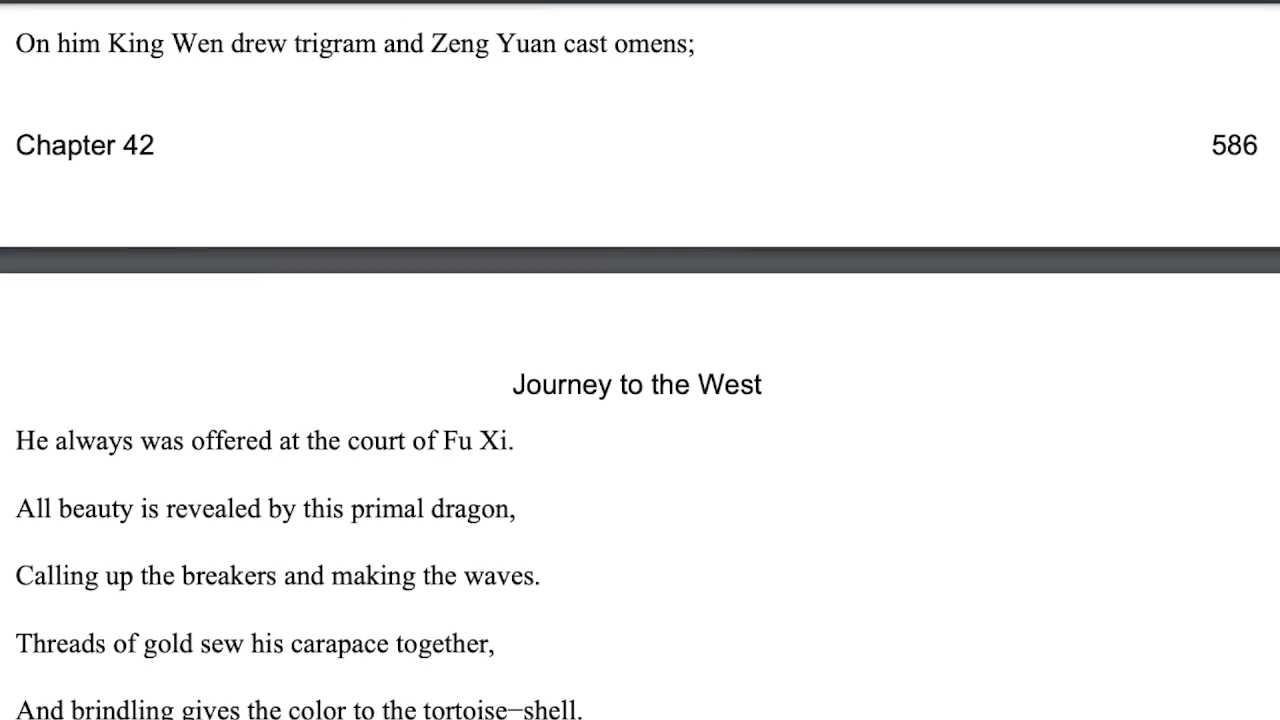 On him King Wen drew trigram and Zeng Yuan cast omens;
Chapter 42 586
Journey to the West
He always was offered at the court of Fu Xi.
All beauty is revealed by this primal dragon,
Calling up the breakers and making the waves.
Threads of gold sew his carapace together,
And brindling gives the color to the tortoise−shell.